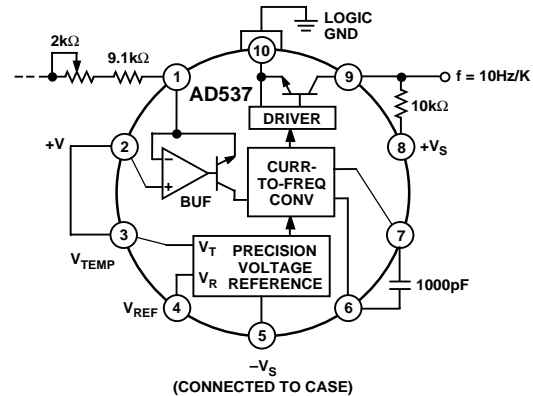 LOGIC
GND
2kΩ
9.1kΩ
10
1
AD537
9
f = 10Hz/K
10kΩ
DRIVER
8
+VS
+V
2
–
+
BUF
CURR-
TO-FREQ
CONV
3
VT
VR
PRECISION
VOLTAGE
REFERENCE
7
VTEMP
1000pF
VREF
4
6
5
–VS
(CONNECTED TO CASE)